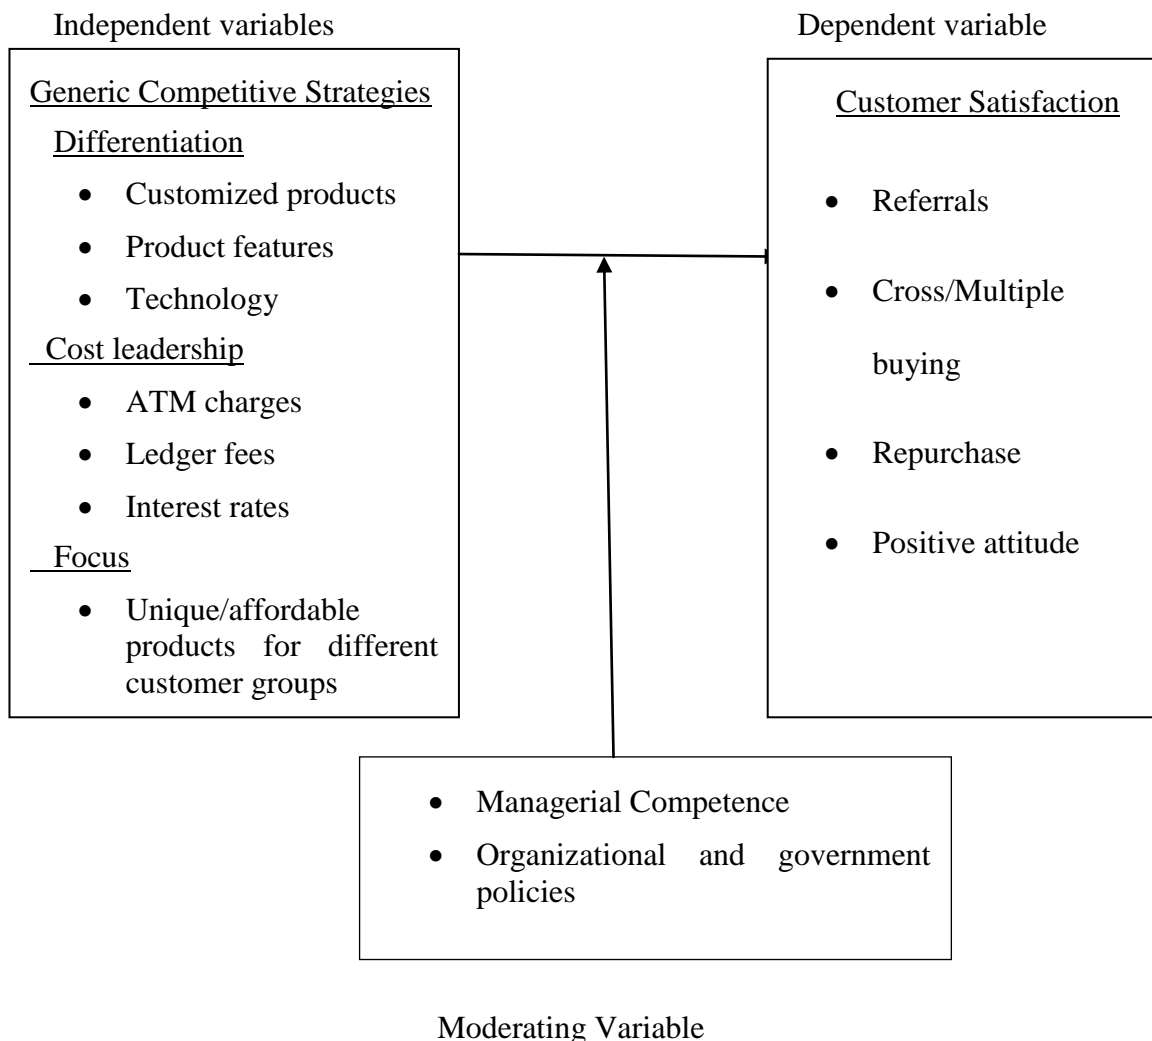 Independent variables
Dependent variable
Generic Competitive Strategies
Differentiation
• Customized products
• Product features
• Technology
Cost leadership
• ATM charges
• Ledger fees
• Interest rates
Focus
• Unique/affordable
products for different
customer groups
Customer Satisfaction
• Referrals
• Cross/Multiple
buying
• Repurchase
• Positive attitude
• Managerial Competence
• Organizational and government
policies
Moderating Variable